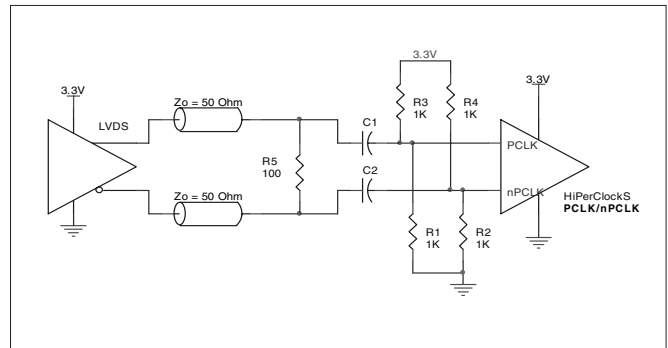 3.3V
3.3V
3.3V
Zo = 50 Ohm
LVDS
C1
R3
1K
R4
1K
PCLK
R5
100
C2
Zo = 50 Ohm
nPCLK
HiPerClockS
PCLK/nPCLK
R1
1K
R2
1K